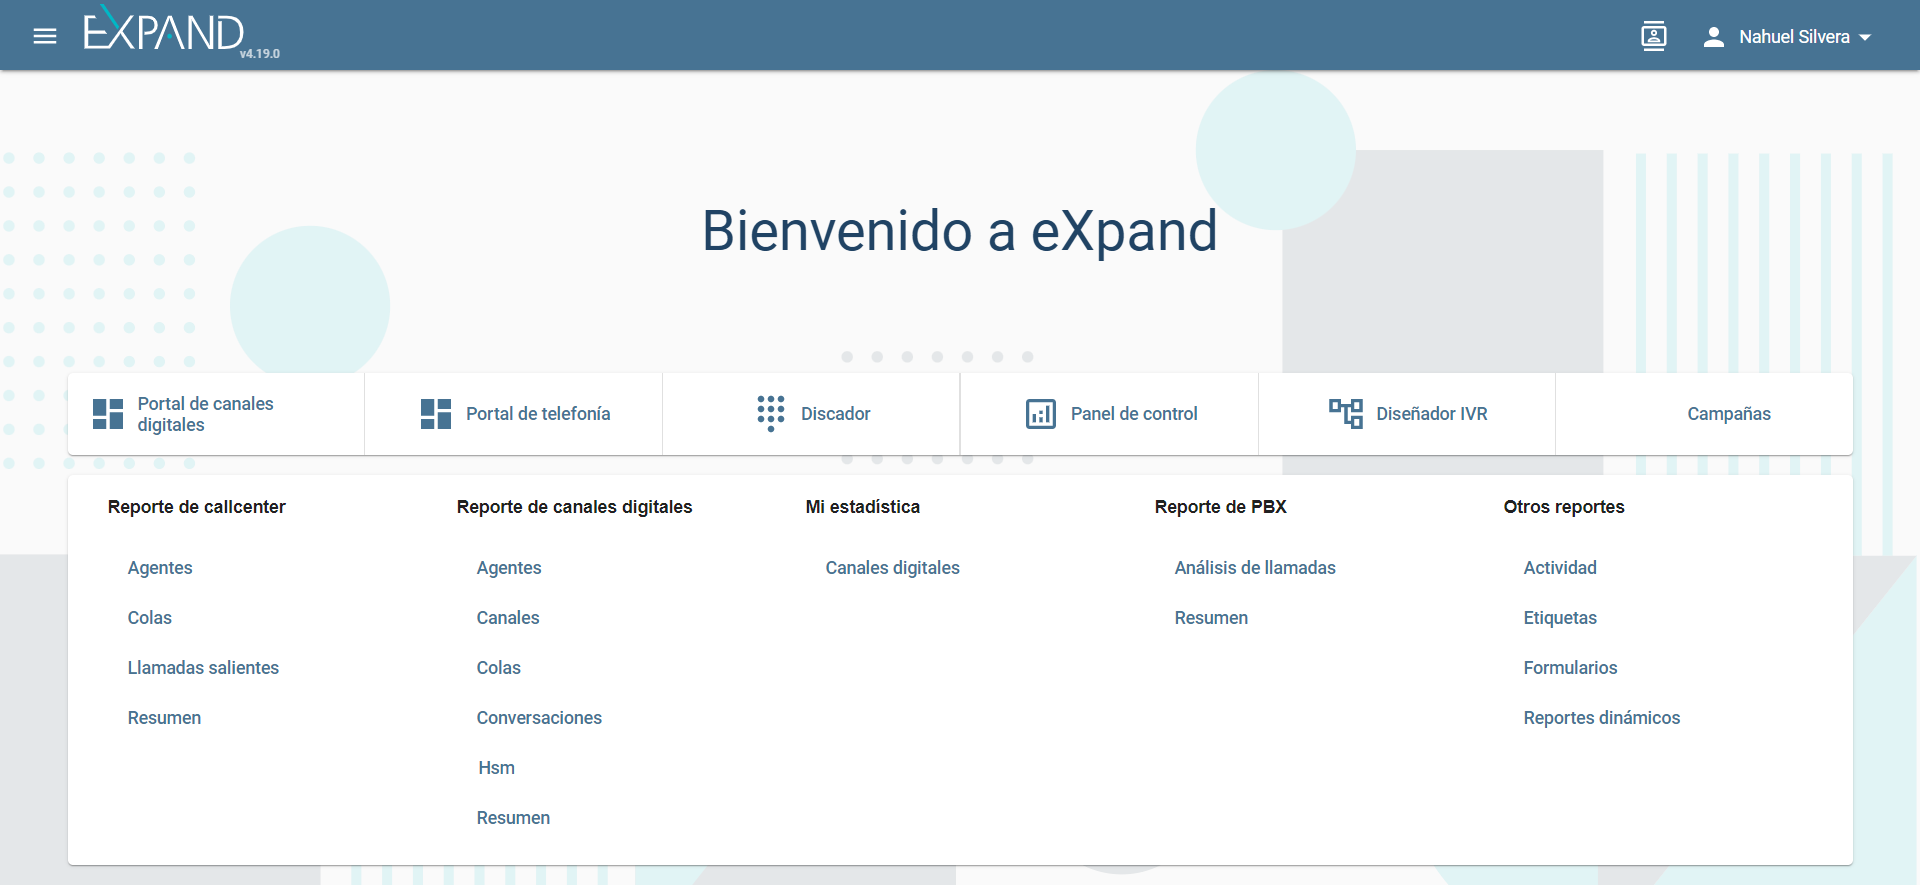 EXPAND
v4.19.0
Nahuel Silvera
Bienvenido a eXpand
Portal de canales
digitales
Portal de telefonía
Discador
Panel de control
Diseñador IVR
Campañas
Reporte de callcenter
Agentes
Colas
Llamadas salientes
Resumen
Reporte de canales digitales
Agentes
Canales
Colas
Conversaciones
Hsm
Resumen
Mi estadística
Canales digitales
Reporte de PBX
Análisis de llamadas
Resumen
Otros reportes
Actividad
Etiquetas
Formularios
Reportes dinámicos